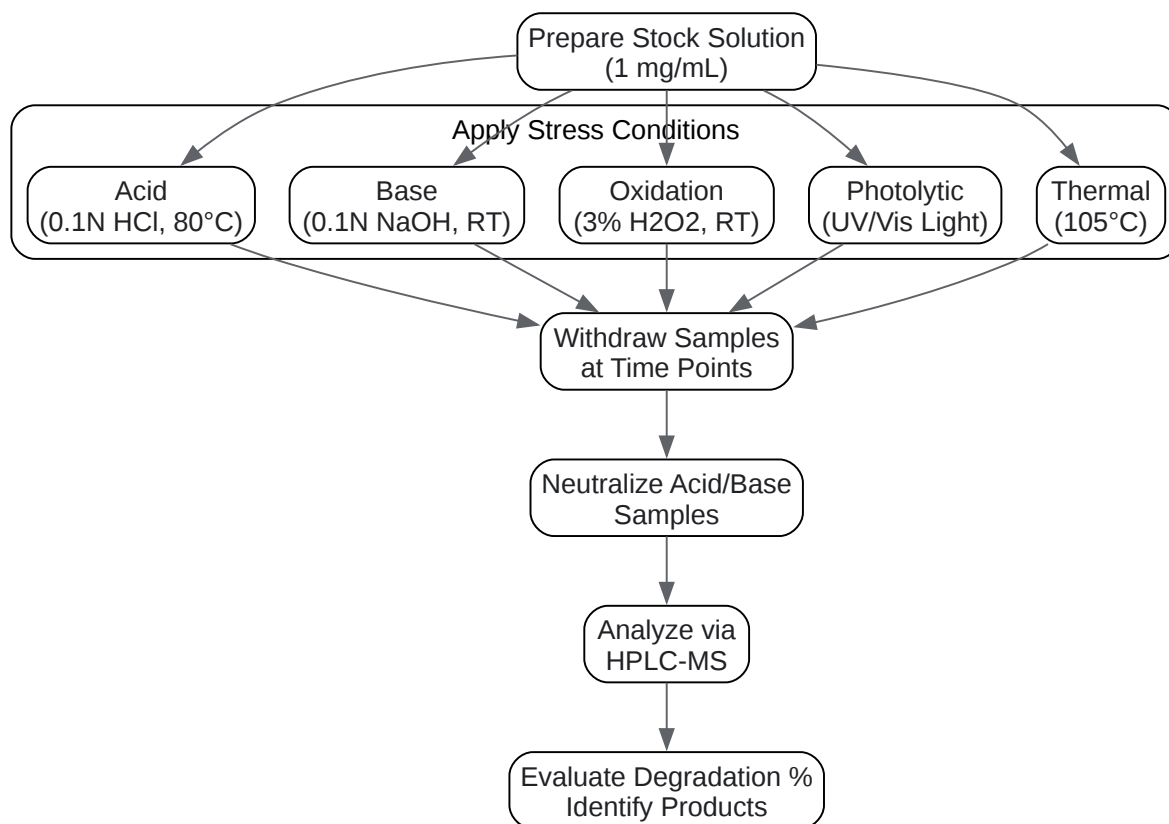 Prepare Stock Solution
(1 mg/mL)
Apply Stress Conditions
Acid
(0.1N HCl, 80°C)
Base
(0.1N NaOH, RT)
Oxidation
(3% H2O2, RT)
Photolytic
(UV/Vis Light)
Thermal
(105°C)
Withdraw Samples
at Time Points
Neutralize Acid/Base
Samples
Analyze via
HPLC-MS
Evaluate Degradation %
Identify Products